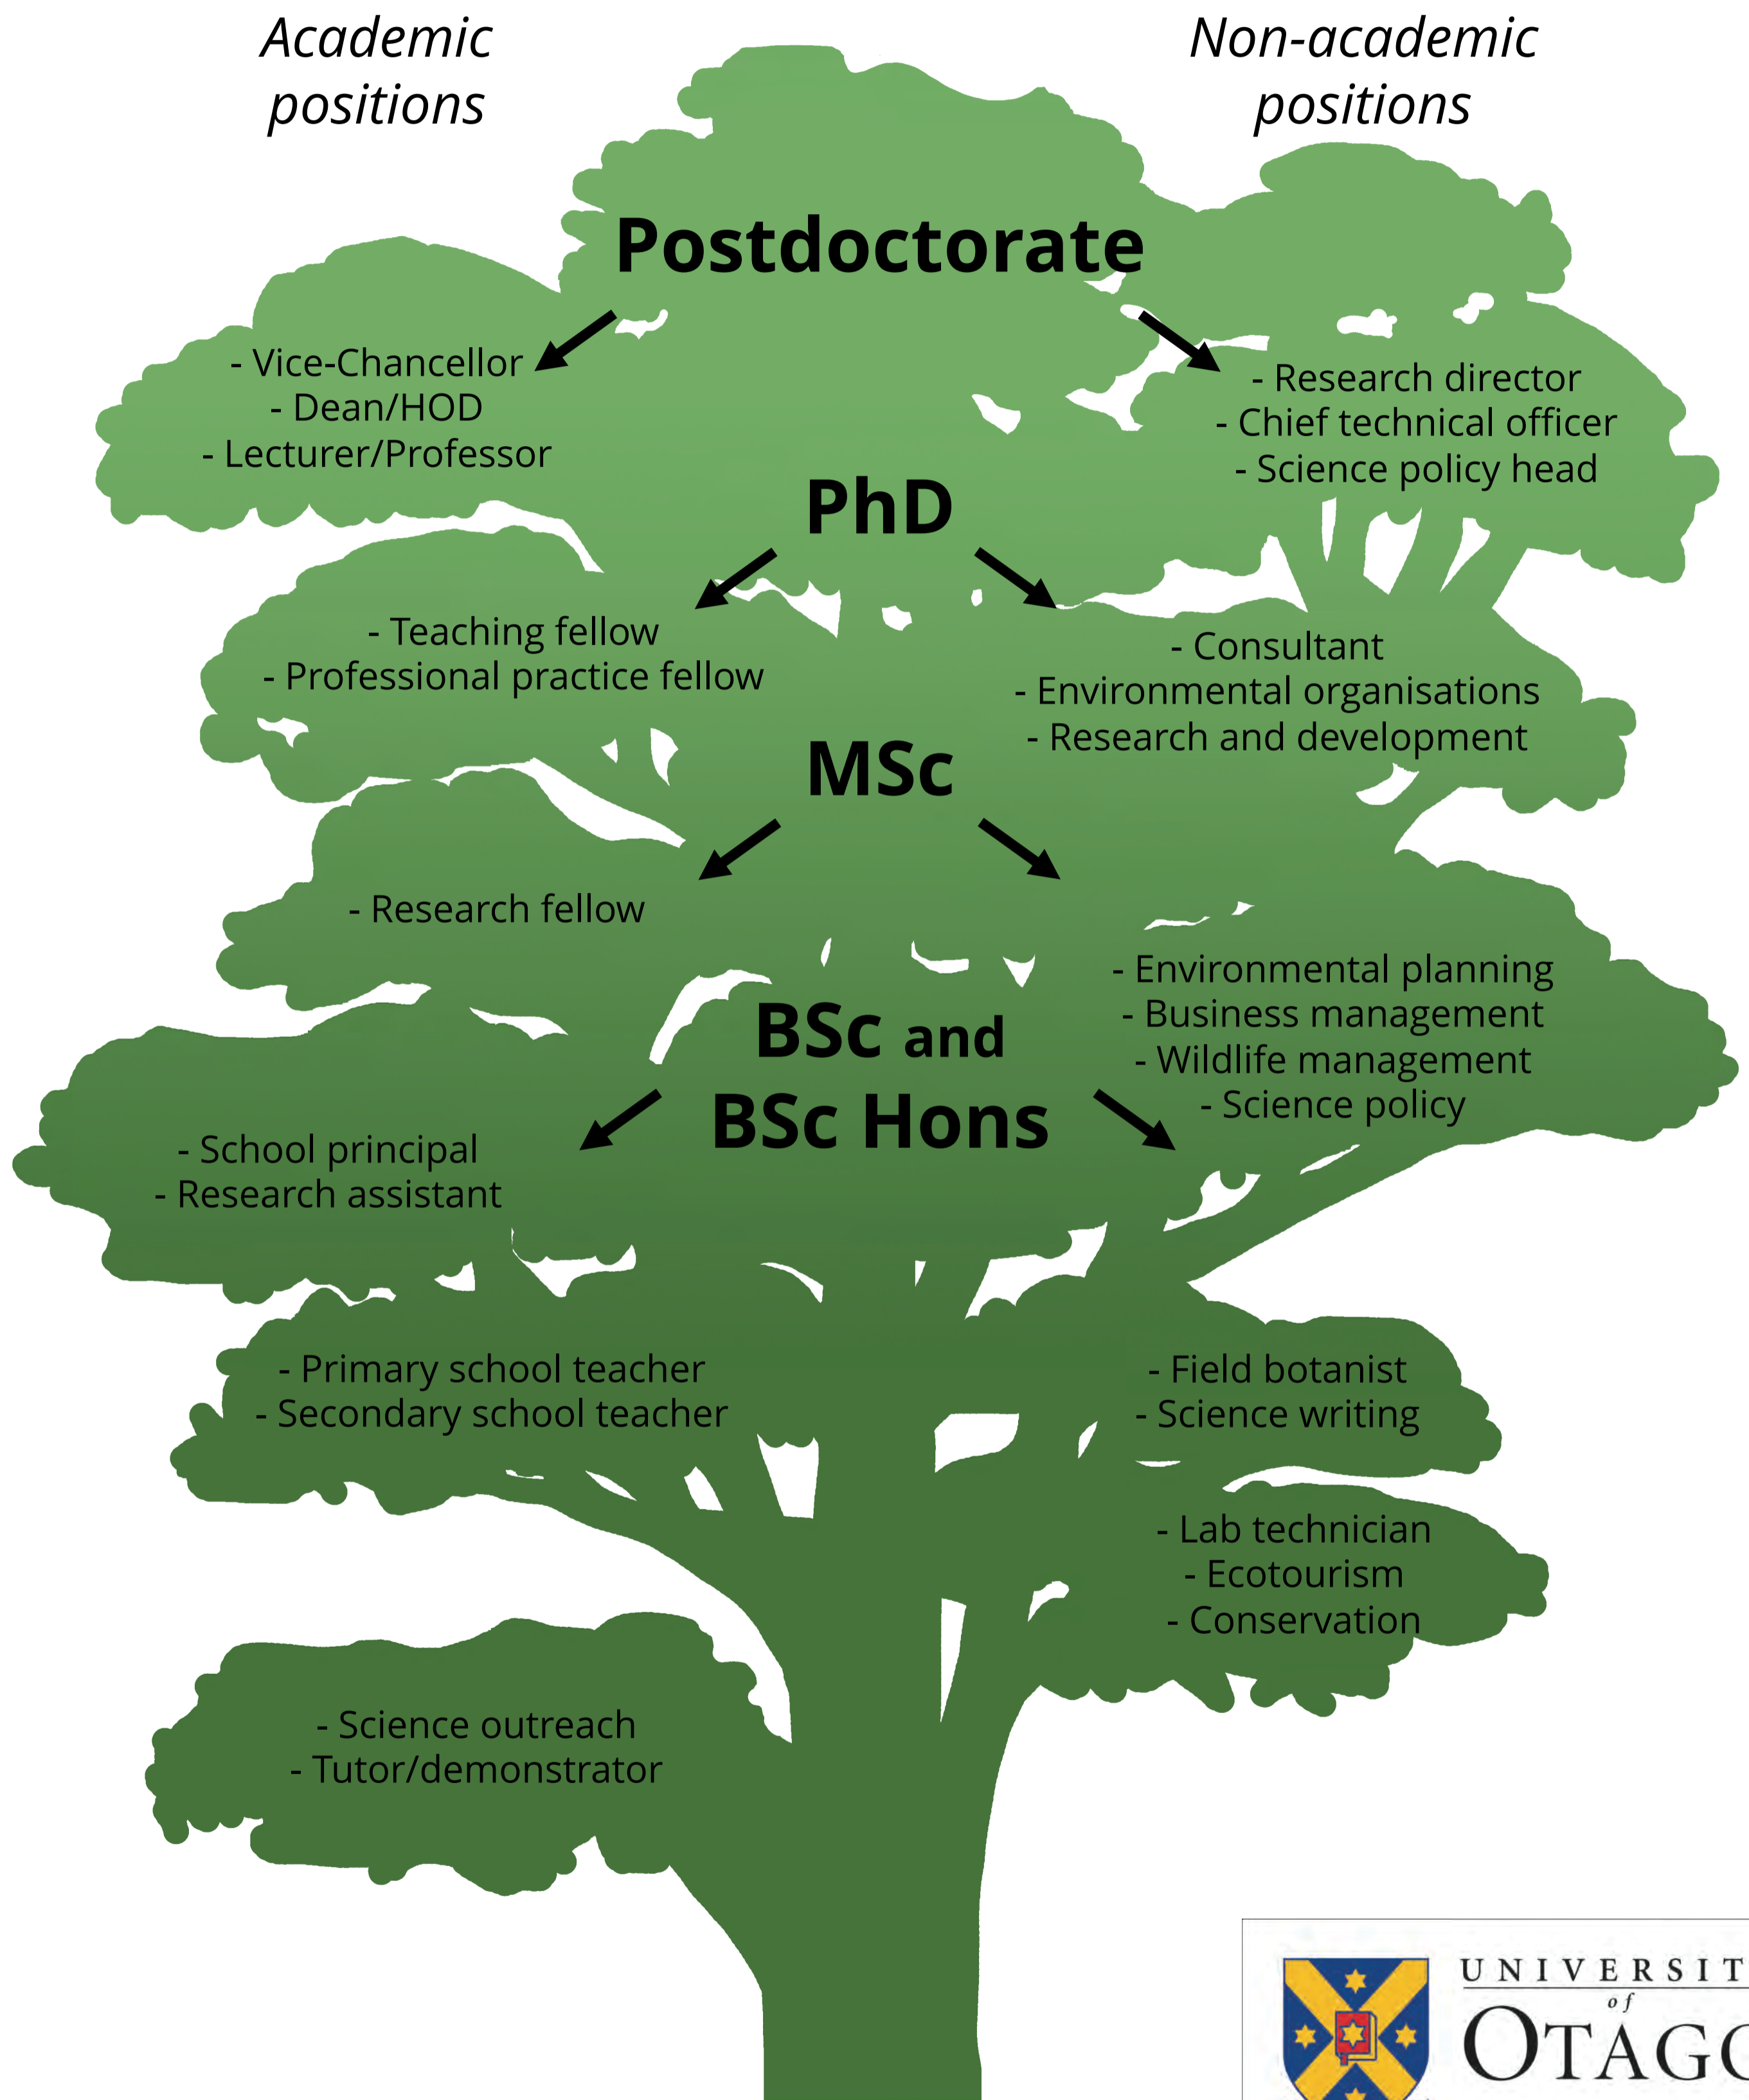 Academic
positions
Non-academic
positions
Postdoctorate
- Vice-Chancellor
- Dean/HOD
- Lecturer/Professor
- Research director
- Chief technical officer
- Science policy head
PhD
- Teaching fellow
- Professional practice fellow
- Consultant
- Environmental organisations
- Research and development
MSc
- Research fellow
- Environmental planning
- Business management
- Wildlife management
- Science policy
BSc and
BSc Hons
- School principal
- Research assistant
- Primary school teacher
- Secondary school teacher
- Field botanist
- Science writing
- Lab technician
- Ecotourism
- Conservation
- Science outreach
- Tutor/demonstrator
UNIVERSIT
of
OTAGO